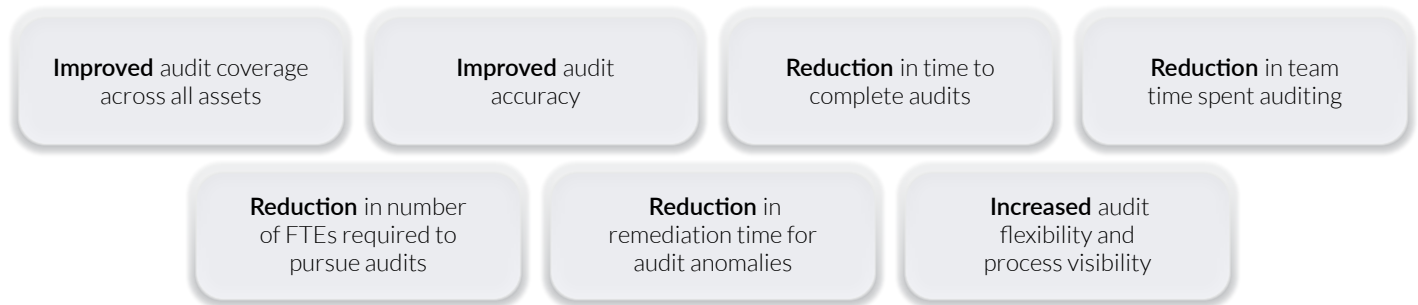 Improved audit coverage
across all assets
Improved audit
accuracy
Reduction in time to
complete audits
Reduction in team
time spent auditing
Reduction in number
of FTEs required to
pursue audits
Reduction in
remediation time for
audit anomalies
Increased audit
flexibility and
process visibility